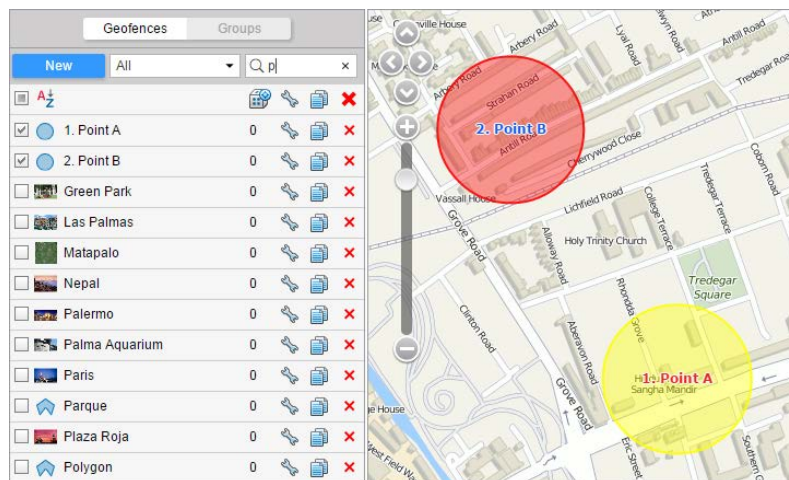 Geofences Groups
New All p ×
A Z
1. Point A 0
2. Point B 0
Green Park 0
Las Palmas 0
Matapalo 0
Nepal 0
Palermo 0
Palma Aquarium 0
Paris 0
Parque 0
Plaza Roja 0
Polygon 0
Arbery Road
Lyal Road
Antill Road
Tredegar Road
Arbery Road
Strahan Road
2. Point B
Antill Road
Cherrywood Close
Coborn Road
Vassall House
Lichfield Road
College Terrace
Tredegar Terrace
Grove Road
Alloway Road
Holy Trinity Church
Tredegar
Square
Rhondda Grove
Clinton Road
Aberavon Road
1. Point A
Sangha Mandir
Grove Road
Eric Street